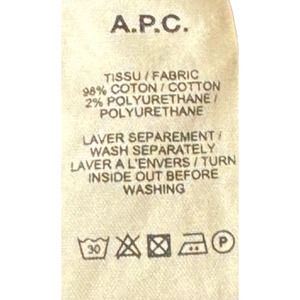 A.P.C.
TISSU / FABRIC
98% COTON / COTTON
2% POLYURETHANE /
POLYURETHANE
LAVER SEPAREMENT /
WASH SEPARATELY
LAVER A L'ENVERS / TURN
INSIDE OUT BEFORE
WASHING
30 P